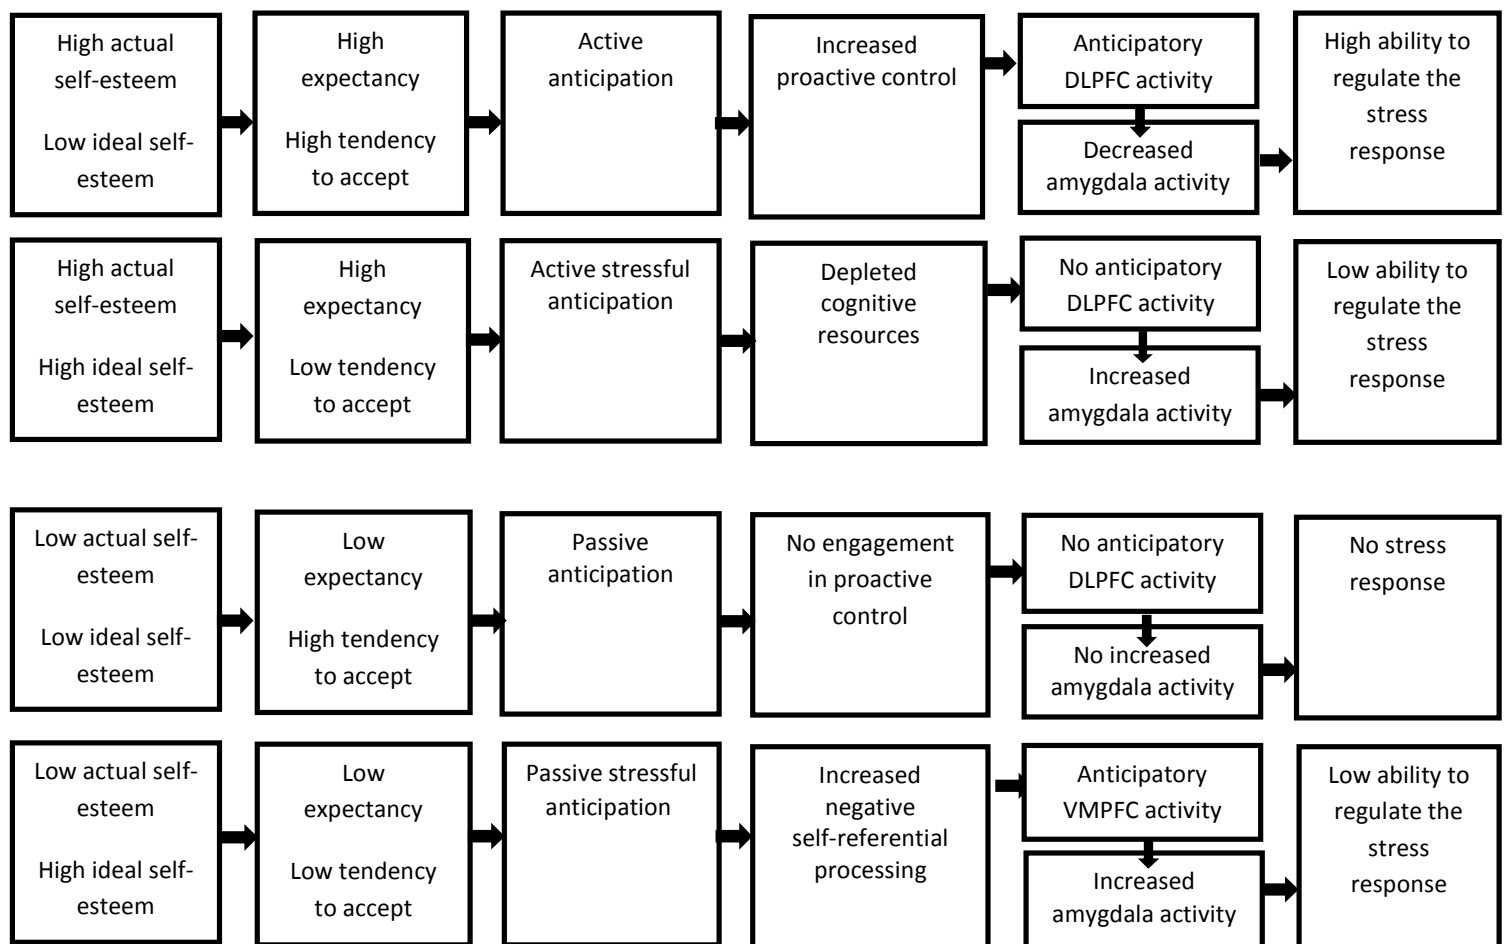 High actual
self-esteem
Low ideal self-
esteem
High
expectancy
High tendency
to accept
Active
anticipation
Increased
proactive control
Anticipatory
DLPFC activity
Decreased
amygdala activity
High ability to
regulate the
stress
response
High actual
self-esteem
High ideal self-
esteem
High
expectancy
Low tendency
to accept
Active stressful
anticipation
Depleted
cognitive
resources
No anticipatory
DLPFC activity
Increased
amygdala activity
Low ability to
regulate the
stress
response
Low actual self-
esteem
Low ideal self-
esteem
Low
expectancy
High tendency
to accept
Passive
anticipation
No engagement
in proactive
control
No anticipatory
DLPFC activity
No increased
amygdala activity
No stress
response
Low actual self-
esteem
High ideal self-
esteem
Low
expectancy
Low tendency
to accept
Passive stressful
anticipation
Increased
negative
self-referential
processing
Anticipatory
VMPFC activity
Increased
amygdala activity
Low ability to
regulate the
stress
response